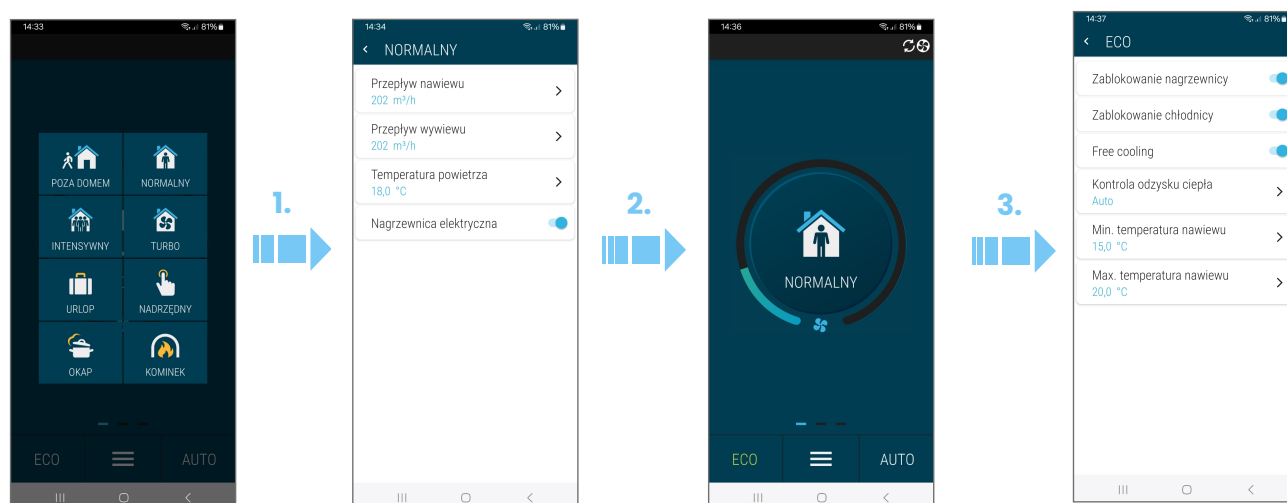 14:33
81%
POZA DOMEM
NORMALNY
INTENSYWNY
TURBO
URLOP
NADRZĘDNY
OKAP
KOMINEK
ECO
AUTO
1.
14:34
81%
NORMALNY
Przepływ nawiewu
202 m³/h
Przepływ wywiewu
202 m³/h
Temperatura powietrza
18,0 °C
Nagrzewnica elektryczna
2.
14:36
81%
NORMALNY
ECO
AUTO
3.
14:37
81%
ECO
Zablokowanie nagrzewnicy
Zablokowanie chłodnicy
Free cooling
Kontrola odzysku ciepła
Auto
Min. temperatura nawiewu
15,0 °C
Max. temperatura nawiewu
20,0 °C